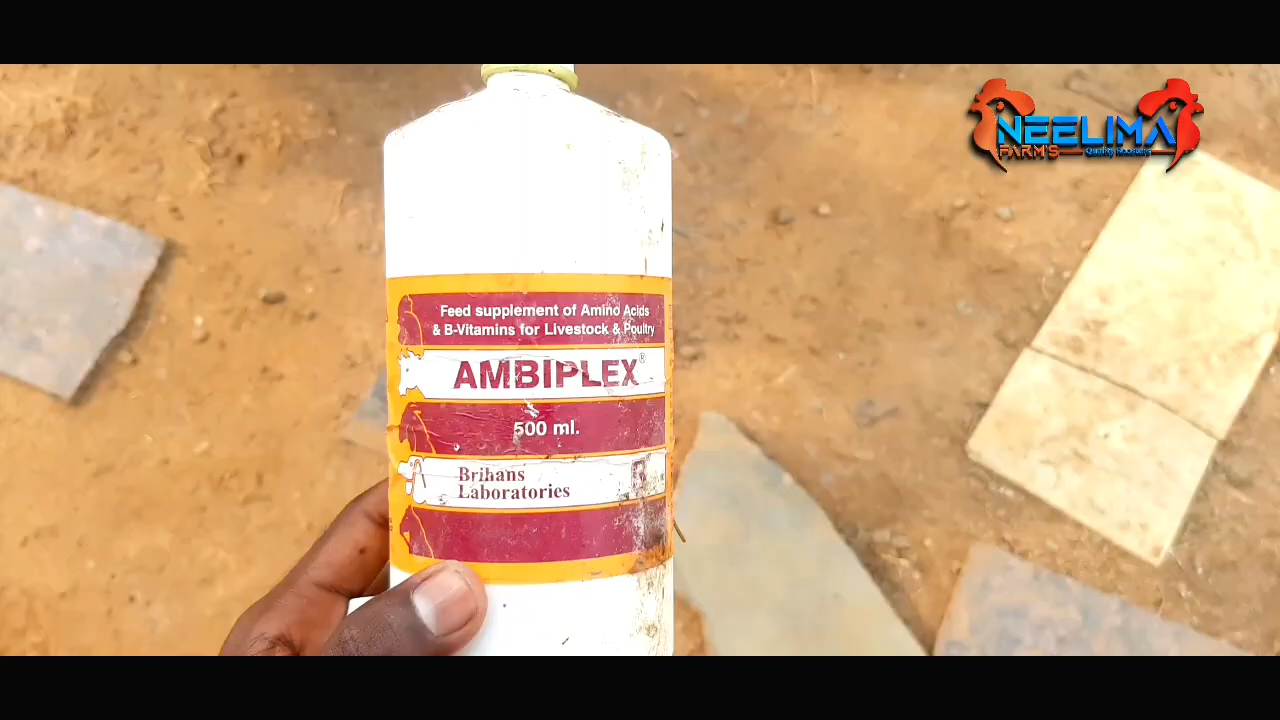 NEELIMA
FARM'S
Feed supplement of Amino Acids
& B-Vitamins for Livestock & Poultry
AMBIPLEX®
500 ml.
Brihans
Laboratories